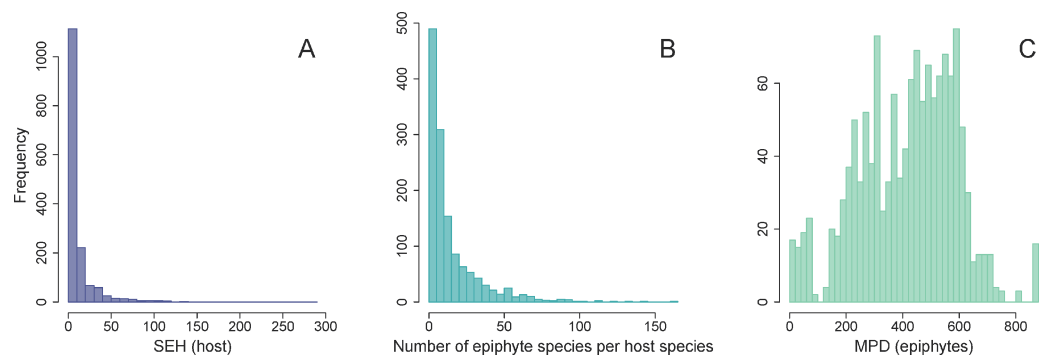 A
Frequency
0 200 400 600 800 1000
0 50 100 150 200 250 300
SEH (host)
B
0 100 200 300 400 500
0 50 100 150
Number of epiphyte species per host species
C
0 20 40 60
0 200 400 600 800
MPD (epiphytes)